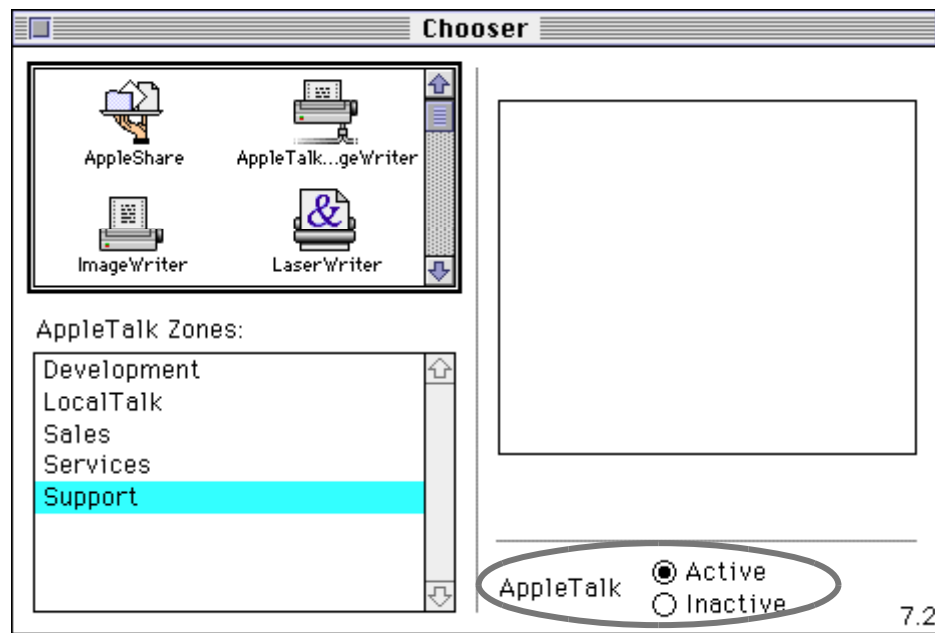 Chooser
AppleShare
AppleTalk...geWriter
ImageWriter
LaserWriter
&
AppleTalk Zones:
Development
LocalTalk
Sales
Services
Support
AppleTalk
Active
Inactive
7.2